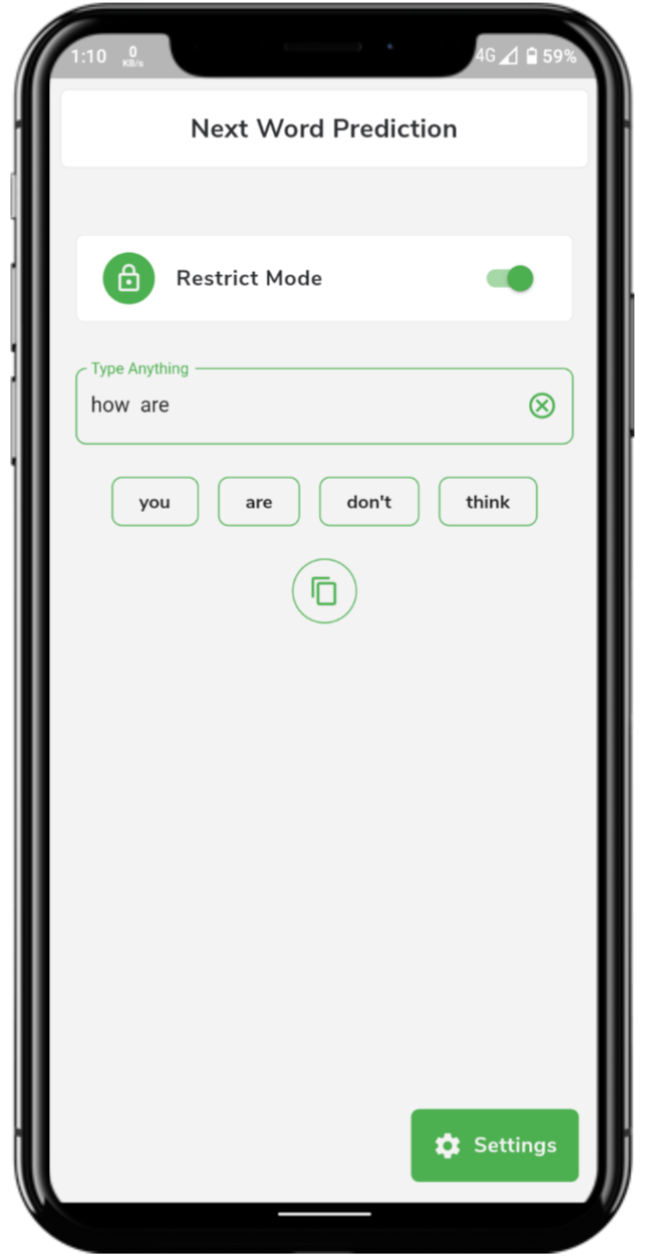 1:10 0 KB/s 4G 59%
Next Word Prediction
Restrict Mode
Type Anything
how  are
you are don't think
Settings